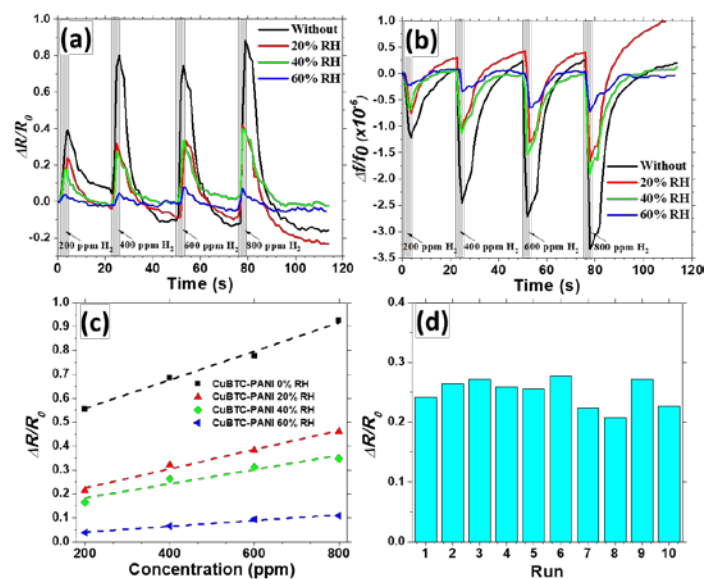 (a)
Without
20% RH
40% RH
60% RH
ΔR/R0
0.8
0.6
0.4
0.2
0.0
-0.2
200 ppm H2
400 ppm H2
600 ppm H2
800 ppm H2
0 20 40 60 80 100 120
Time (s)
(b)
Δf/f0 (x10-6)
1.0
0.5
0.0
-0.5
-1.0
-1.5
-2.0
-2.5
-3.0
-3.5
Without
20% RH
40% RH
60% RH
200 ppm H2
400 ppm H2
600 ppm H2
800 ppm H2
0 20 40 60 80 100 120
Time (s)
(c)
ΔR/R0
1.0
0.9
0.8
0.7
0.6
0.5
0.4
0.3
0.2
0.1
0.0
CuBTC-PANI 0% RH
CuBTC-PANI 20% RH
CuBTC-PANI 40% RH
CuBTC-PANI 60% RH
200 400 600 800
Concentration (ppm)
(d)
ΔR/R0
0.4
0.3
0.2
0.1
0.0
1 2 3 4 5 6 7 8 9 10
Run